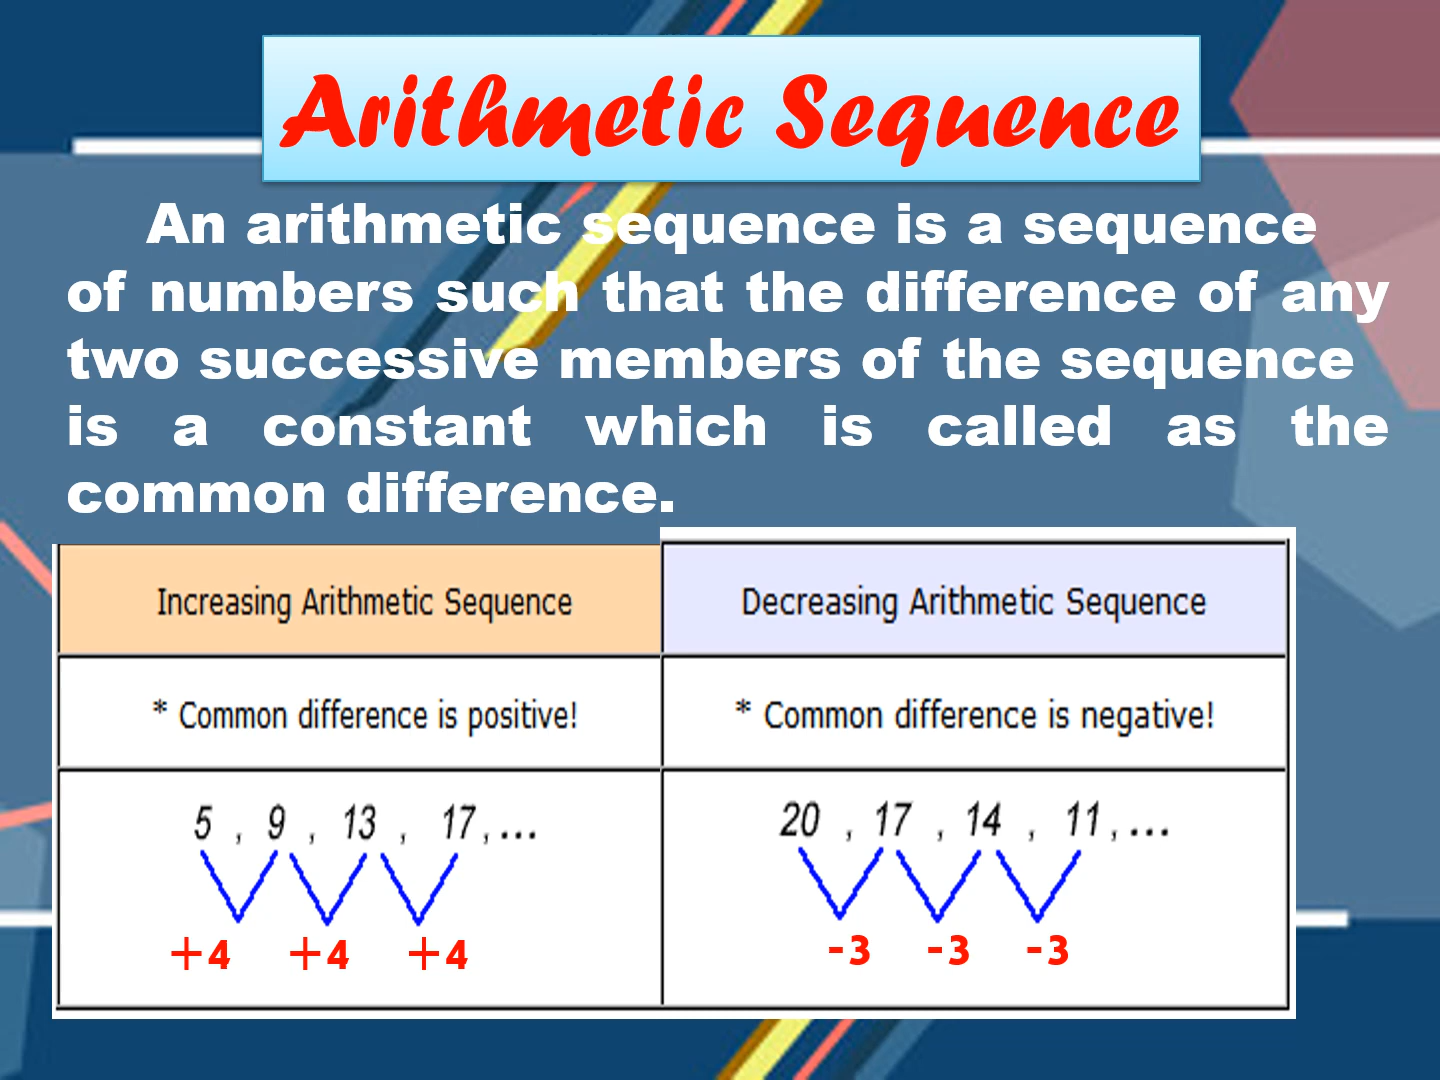 Arithmetic Sequence
An arithmetic sequence is a sequence
of numbers such that the difference of any
two successive members of the sequence
is a constant which is called as the
common difference.
Increasing Arithmetic Sequence
Decreasing Arithmetic Sequence
* Common difference is positive!
* Common difference is negative!
5 , 9 , 13 , 17 , ...
20 , 17 , 14 , 11 , ...
+4 +4 +4
-3 -3 -3